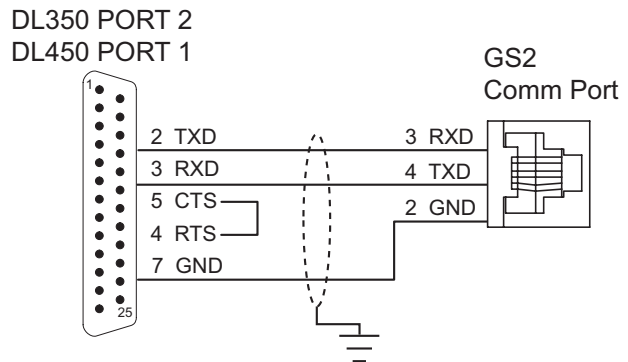 DL350 PORT 2
DL450 PORT 1
GS2
Comm Port
1
2 TXD
3 RXD
3 RXD
4 TXD
5 CTS
2 GND
4 RTS
7 GND
25